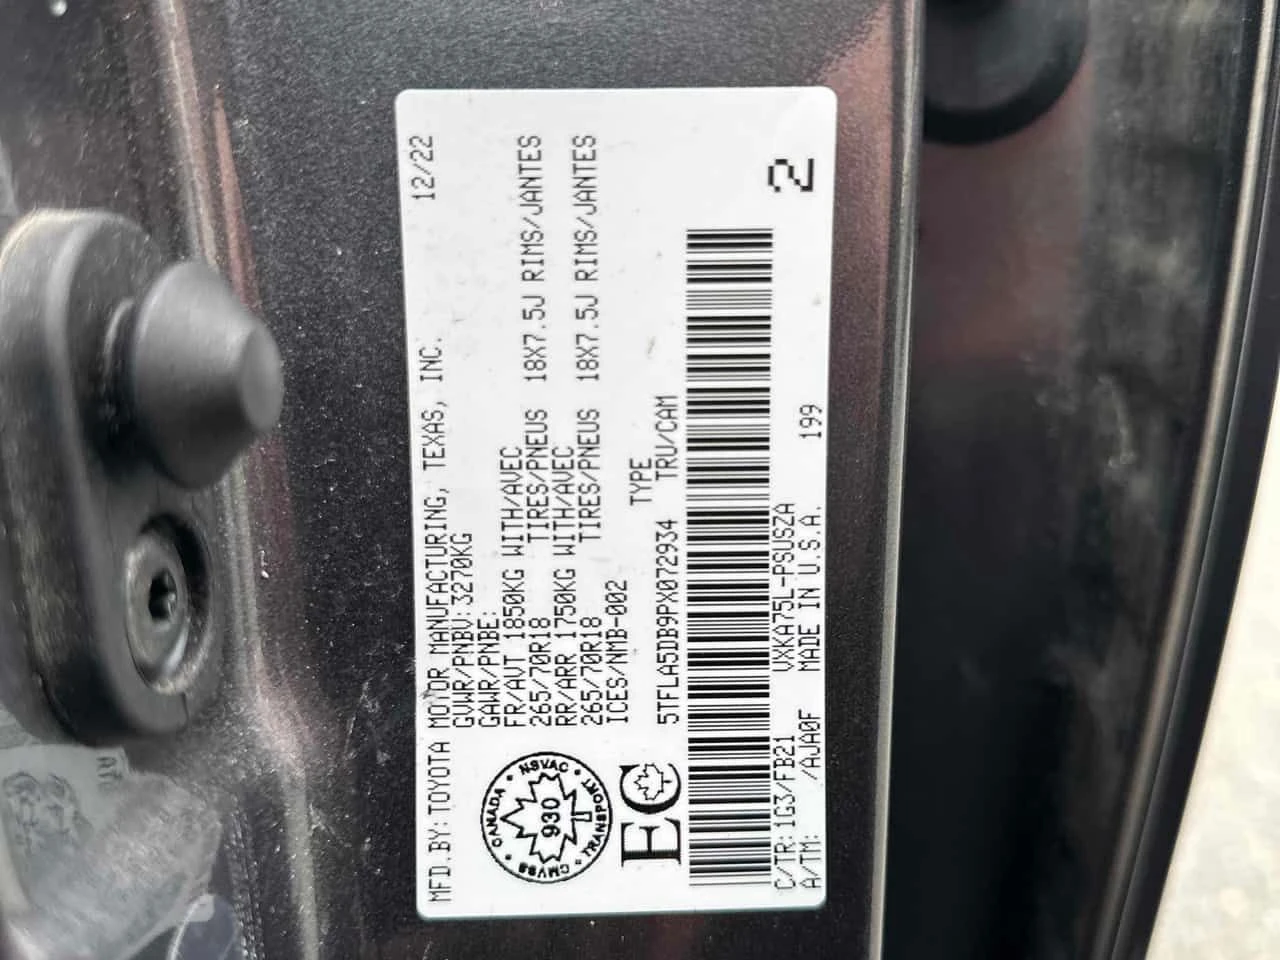 MFD.BY: TOYOTA MOTOR MANUFACTURING, TEXAS, INC. 12/22
GVWR/PNBV: 3270KG
GAWR/PNBE:
FR/AVT 1850KG WITH/AVEC
265/70R18 TIRES/PNEUS 18X7.5J RIMS/JANTES
RR/ARR 1750KG WITH/AVEC
265/70R18 TIRES/PNEUS 18X7.5J RIMS/JANTES
ICES/NMB-002
CANADA • NSVAC • TRANSPORT • CMVSS •
930
T
TYPE
EC
5TFLA5DB9PX072934 TRU/CAM
2
C/TR: 1G3/FB21 VXKA75L-PSUSZA
A/TM: /AJA0F MADE IN U.S.A. 199